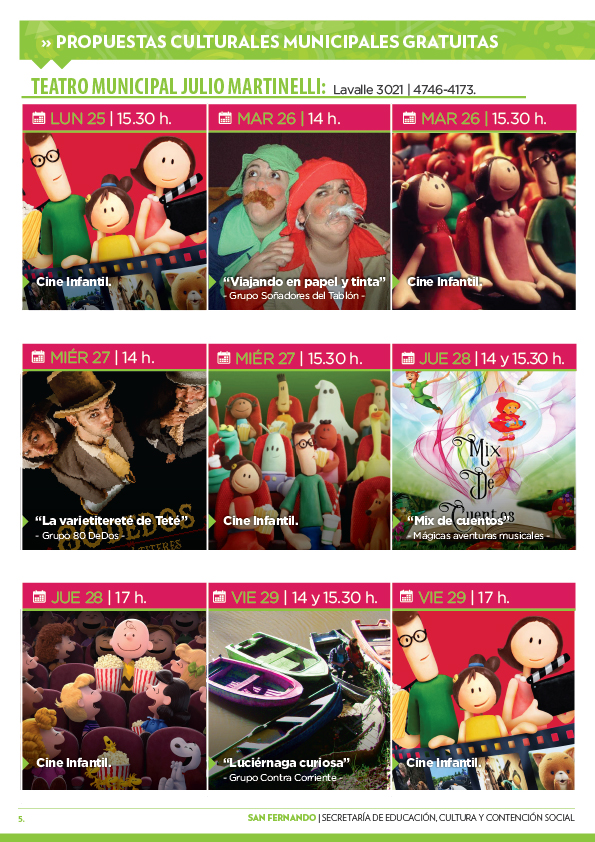 » PROPUESTAS CULTURALES MUNICIPALES GRATUITAS
TEATRO MUNICIPAL JULIO MARTINELLI: Lavalle 3021 | 4746-4173.
LUN 25 | 15.30 h.
Cine Infantil.
MAR 26 | 14 h.
“Viajando en papel y tinta”
- Grupo Soñadores del Tablón -
MAR 26 | 15.30 h.
Cine Infantil.
MIÉR 27 | 14 h.
“La varietitereté de Teté”
- Grupo 80 DeDos -
MIÉR 27 | 15.30 h.
Cine Infantil.
JUE 28 | 14 y 15.30 h.
Mix
De
Cuentos
“Mix de cuentos”
- Mágicas aventuras musicales -
JUE 28 | 17 h.
Cine Infantil.
VIE 29 | 14 y 15.30 h.
“Luciérnaga curiosa”
- Grupo Contra Corriente -
VIE 29 | 17 h.
Cine Infantil.
5.
SAN FERNANDO | SECRETARÍA DE EDUCACIÓN, CULTURA Y CONTENCIÓN SOCIAL